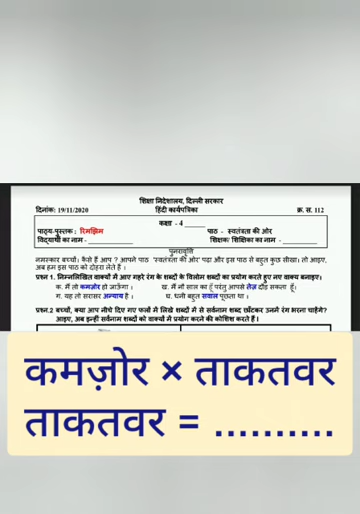 शिक्षा निदेशालय, दिल्ली सरकार
दिनांक: 19/11/2020 हिंदी कार्यपत्रिका क्र. स. 112
कक्षा - 4 ______
पाठ्य-पुस्तक : रिमझिम पाठ - स्वतंत्रता की ओर
विद्यार्थी का नाम - __________ शिक्षक/ शिक्षिका का नाम - __________
पुनरावृत्ति
नमस्कार बच्चों। कैसे हैं आप ? आपने पाठ 'स्वतंत्रता की ओर' पढ़ा और इस पाठ से बहुत कुछ सीखा। तो आइए,
अब हम इस पाठ को दोहरा लेते हैं ।
प्रश्न 1. निम्नलिखित वाक्यों में आए गहरे रंग के शब्दों के विलोम शब्दों का प्रयोग करते हुए नए वाक्य बनाइए।
क. मैं तो कमज़ोर हो जाऊँगा । ख. मैं नौ साल का हूँ परंतु आपसे तेज़ दौड़ सकता हूँ।
ग. यह तो सरासर अन्याय है । घ. धनी बहुत सवाल पूछता था ।
प्रश्न.2 बच्चों, क्या आप नीचे दिए गए फलों में लिखे शब्दों में से सर्वनाम शब्द छाँटकर उनमें रंग भरना चाहेंगे?
आइए, अब इन्हीं सर्वनाम शब्दों को वाक्यों में प्रयोग करने की कोशिश करते हैं ।
कमज़ोर × ताकतवर
ताकतवर = ..........